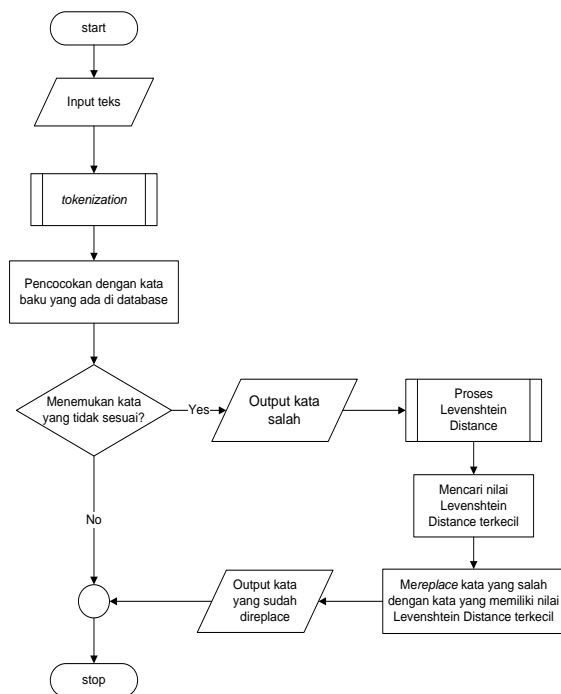 start
Input teks
tokenization
Pencocokan dengan kata
baku yang ada di database
Menemukan kata
yang tidak sesuai?
Yes
Output kata
salah
Proses
Levenshtein
Distance
Mencari nilai
Levenshtein
Distance terkecil
Mereplace kata yang salah
dengan kata yang memiliki nilai
Levenshtein Distance terkecil
Output kata
yang sudah
direplace
No
stop